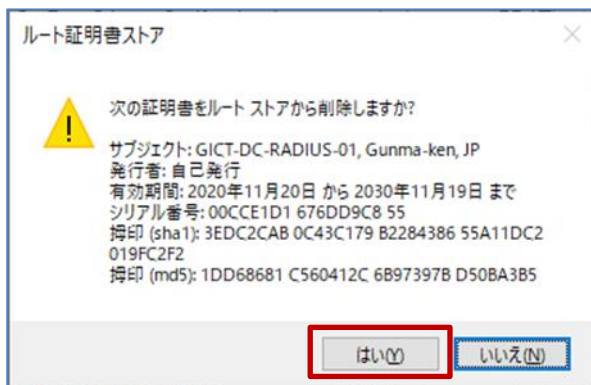 ルート証明書ストア
次の証明書をルート ストアから削除しますか?
サブジェクト: GICT-DC-RADIUS-01, Gunma-ken, JP
発行者: 自己発行
有効期間: 2020年11月20日 から 2030年11月19日 まで
シリアル番号: 00CCE1D1 676DD9C8 55
拇印 (sha1): 3EDC2CAB 0C43C179 B2284386 55A11DC2
019FC2F2
拇印 (md5): 1DD68681 C560412C 6B97397B D50BA3B5
はい(Y) いいえ(N)